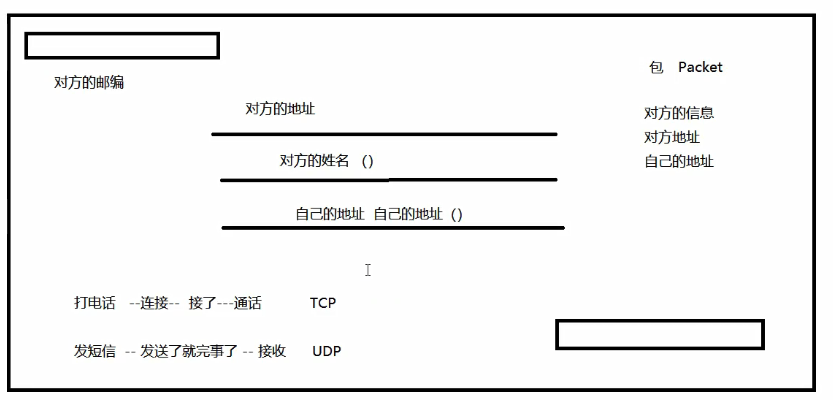 包 Packet
对方的邮编
对方的地址
对方的信息
对方地址
对方的姓名 （）
自己的地址
自己的地址 自己的地址（）
打电话 --连接-- 接了---通话 TCP
发短信 -- 发送了就完事了 -- 接收 UDP